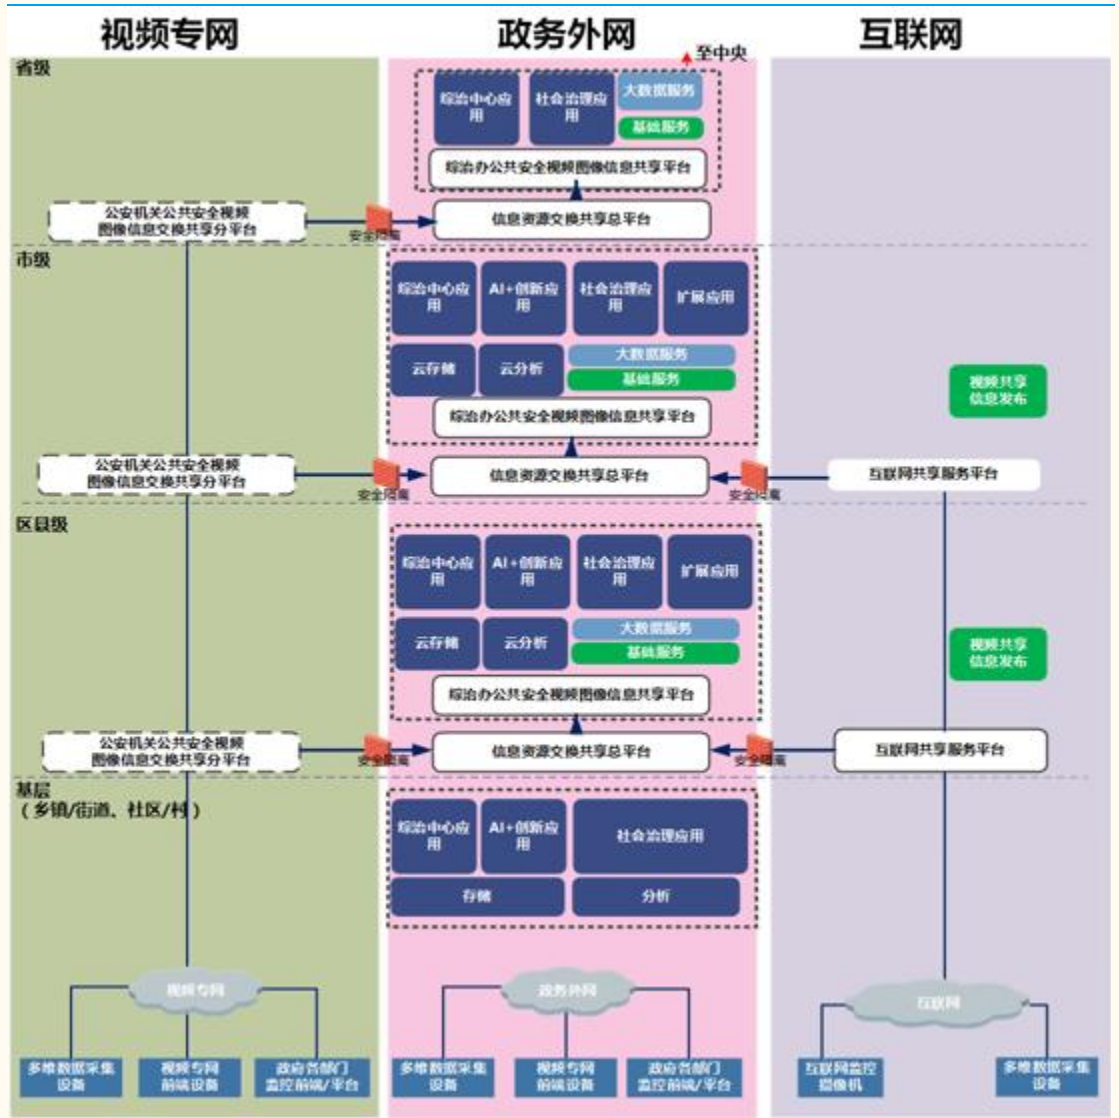 视频专网
政务外网
互联网
至中央
省级
综治中心应
用
社会治理应
用
大数据服务
基础服务
综治办公共安全视频图像信息共享平台
公安机关公共安全视频
图像信息交换共享分平台
安全隔离
信息资源交换共享总平台
市级
综治中心应
用
AI+创新应
用
社会治理应
用
扩展应用
云存储
云分析
大数据服务
基础服务
视频共享
信息发布
综治办公共安全视频图像信息共享平台
公安机关公共安全视频
图像信息交换共享分平台
安全隔离
信息资源交换共享总平台
安全隔离
互联网共享服务平台
区县级
综治中心应
用
AI+创新应
用
社会治理应
用
扩展应用
云存储
云分析
大数据服务
基础服务
视频共享
信息发布
综治办公共安全视频图像信息共享平台
公安机关公共安全视频
图像信息交换共享分平台
安全隔离
信息资源交换共享总平台
安全隔离
互联网共享服务平台
基层
（乡镇/街道、社区/村）
综治中心应
用
AI+创新应
用
社会治理应用
存储
分析
视频专网
政务外网
互联网
多维数据采集
设备
视频专网
前端设备
政府各部门
监控前端/平台
多维数据采集
设备
视频专网
前端设备
政府各部门
监控前端/平台
互联网监控
摄像机
多维数据采集
设备